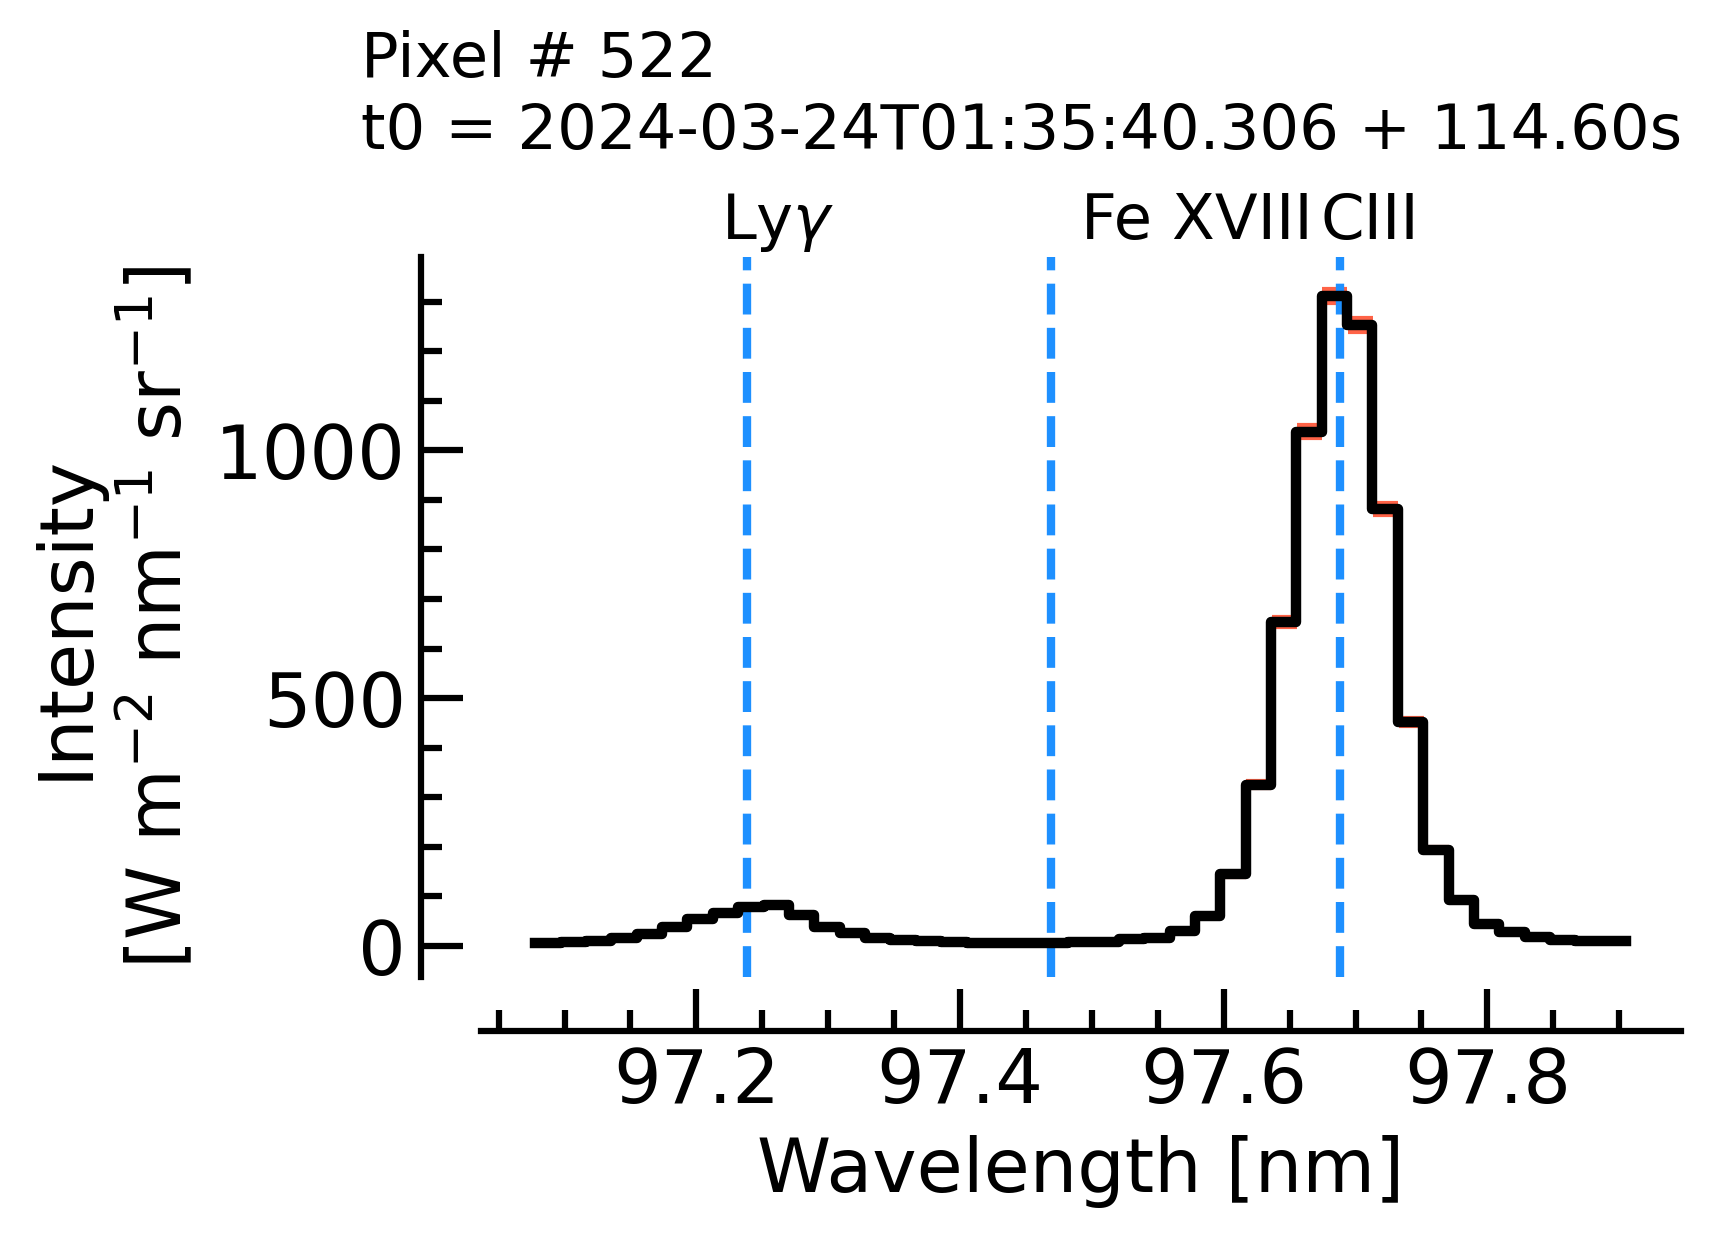 Pixel # 522
t0 = 2024-03-24T01:35:40.306 + 114.60s
Lyγ Fe XVIII CIII
Intensity
[W m⁻² nm⁻¹ sr⁻¹]
1000
500
0
97.2 97.4 97.6 97.8
Wavelength [nm]